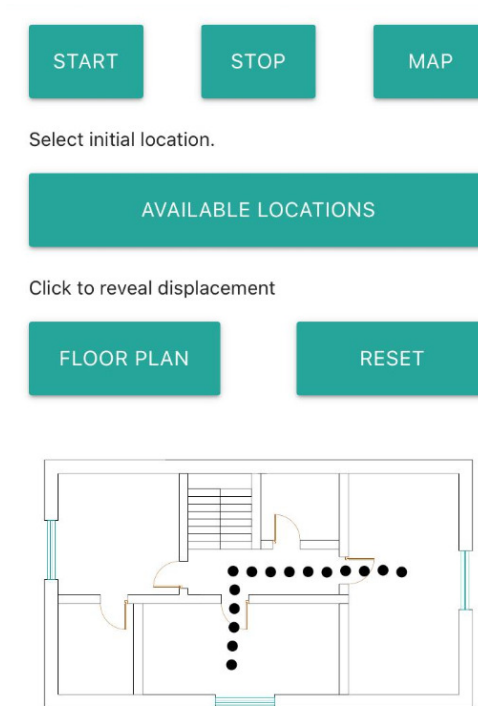 START STOP MAP
Select initial location.
AVAILABLE LOCATIONS
Click to reveal displacement
FLOOR PLAN RESET